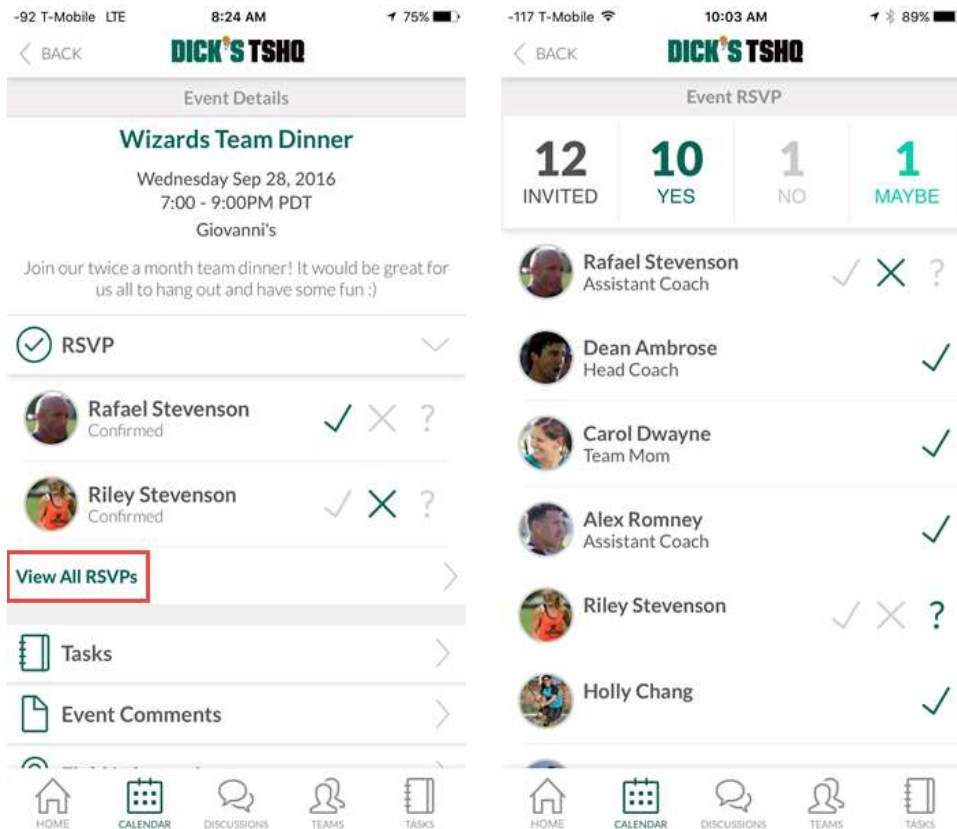 -92 T-Mobile LTE 8:24 AM 75%
BACK
DICK'S TSHQ
Event Details
Wizards Team Dinner
Wednesday Sep 28, 2016
7:00 - 9:00PM PDT
Giovanni's
Join our twice a month team dinner! It would be great for
us all to hang out and have some fun :)
RSVP
Rafael Stevenson
Confirmed
?
Riley Stevenson
Confirmed
?
View All RSVPs
Tasks
Event Comments
HOME CALENDAR DISCUSSIONS TEAMS TASKS
-117 T-Mobile 10:03 AM 89%
BACK
DICK'S TSHQ
Event RSVP
12 10 1 1
INVITED YES NO MAYBE
Rafael Stevenson
Assistant Coach
?
Dean Ambrose
Head Coach
Carol Dwayne
Team Mom
Alex Romney
Assistant Coach
Riley Stevenson
?
Holly Chang
HOME CALENDAR DISCUSSIONS TEAMS TASKS